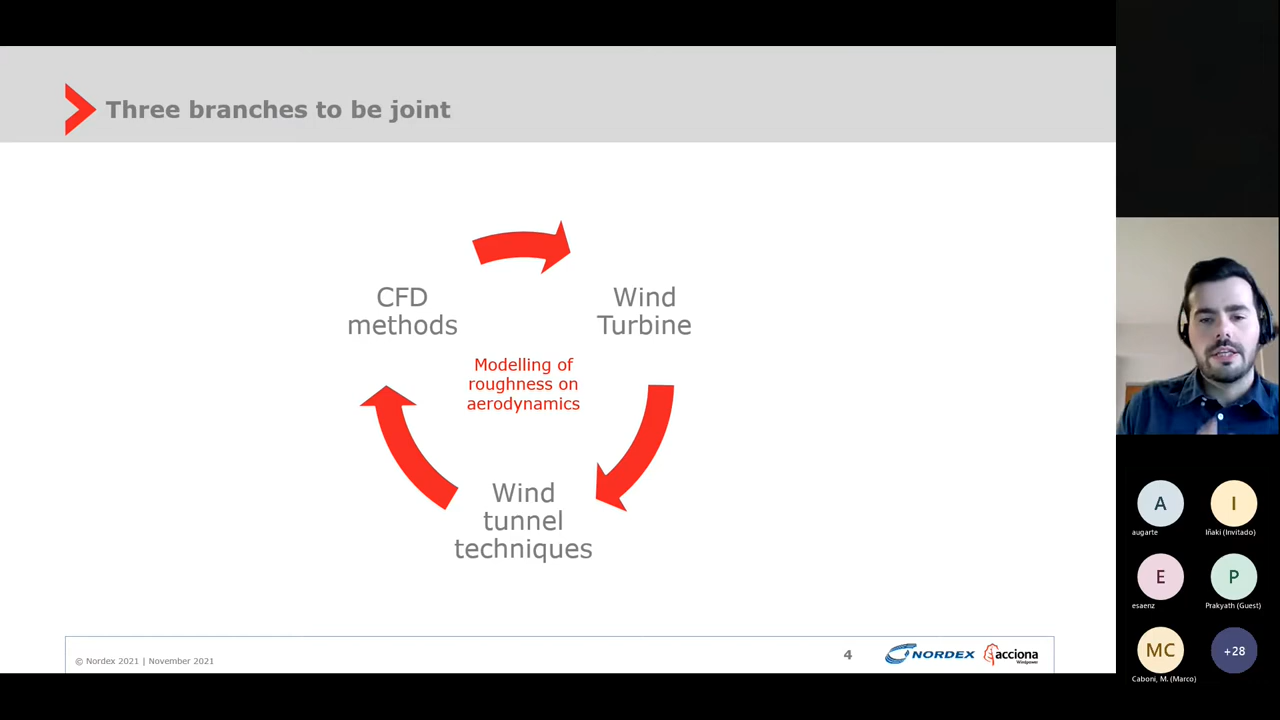 Three branches to be joint
CFD
methods
Wind
Turbine
Modelling of
roughness on
aerodynamics
Wind
tunnel
techniques
© Nordex 2021 | November 2021
4
NORDEX
acciona
Windpower
A
augarte
I
Iñaki (Invitado)
E
esaenz
P
Prakyath (Guest)
MC
Caboni, M. (Marco)
+28